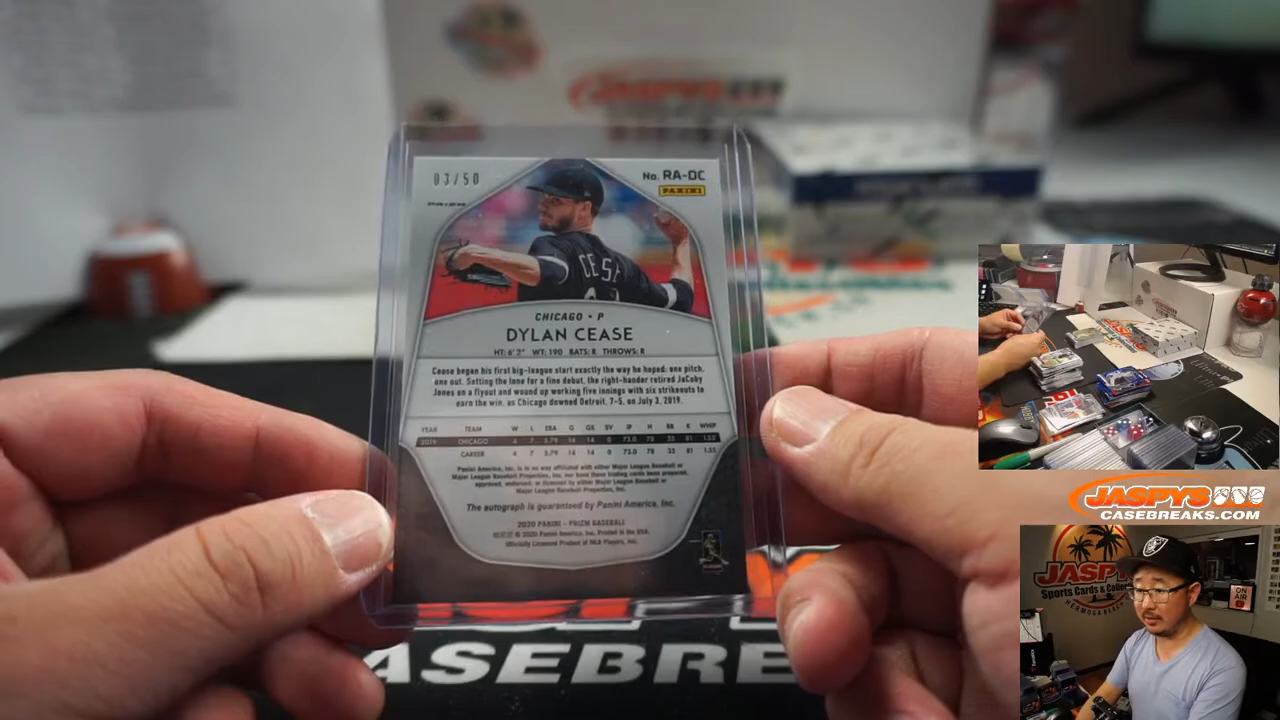 JASPYS
03/50
No. RA-DC
PANINI
CEASE
CHICAGO • P
DYLAN CEASE
HT: 6' 2" WT: 190 BATS: R THROWS: R
Cease began his first big-league start exactly the way he hoped: one pitch,
one out. Setting the tone for a fine debut, the right-hander retired JaCoby
Jones on a flyout and wound up working five innings with six strikeouts to
earn the win, as Chicago downed Detroit, 7-5, on July 3, 2019.
YEAR TEAM W L ERA G GS SV IP H BB K WHIP
2019 CHICAGO 4 7 5.79 14 14 0 73.0 78 35 81 1.55
CAREER 4 7 5.79 14 14 0 73.0 78 35 81 1.55
Panini America, Inc. is in no way affiliated with either Major League Baseball or
Major League Baseball Properties, Inc. nor have these trading cards been prepared,
approved, endorsed, or licensed by either Major League Baseball or
Major League Baseball Properties, Inc.
The autograph is guaranteed by Panini America, Inc.
2020 PANINI - PRIZM BASEBALL
© 2020 Panini America, Inc. Printed in the USA.
Officially Licensed Product of MLB Players, Inc.
CASEBRE
JASPYS
CASEBREAKS.COM
JASPY
Sports Cards & Colle
HERMOSA BEACH
ON
AIR